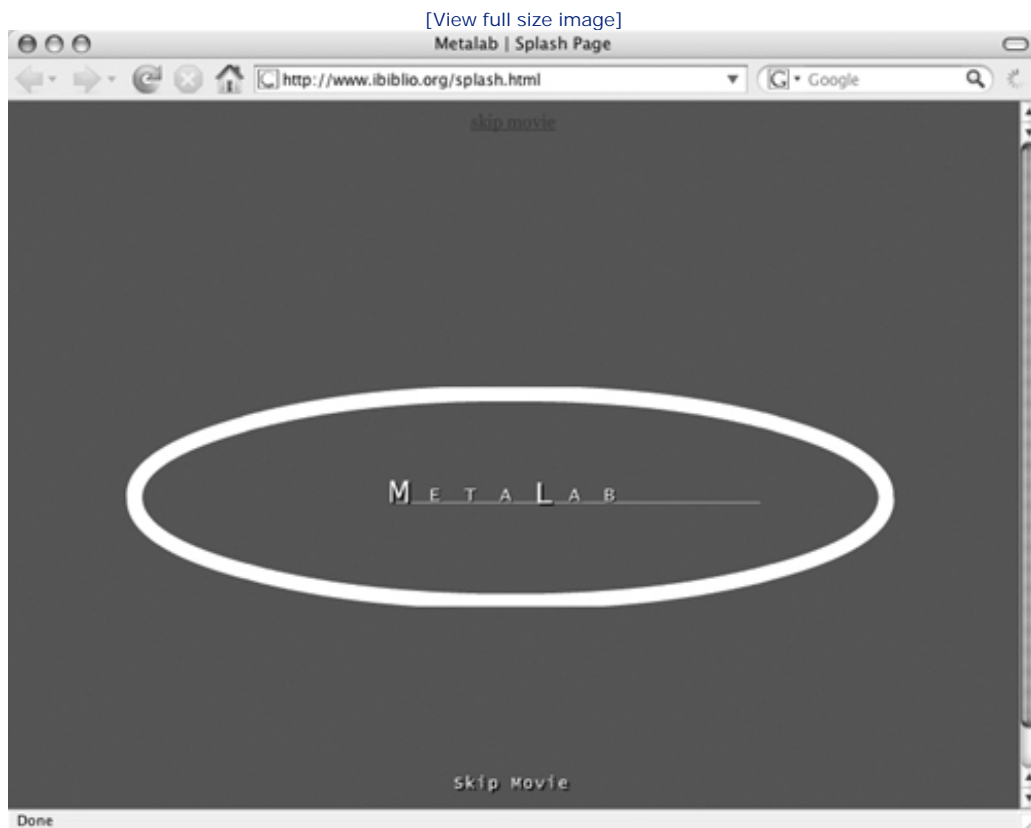 [View full size image]
Metalab | Splash Page
http://www.ibiblio.org/splash.html
Google
skip movie
METALAB
Skip Movie
Done